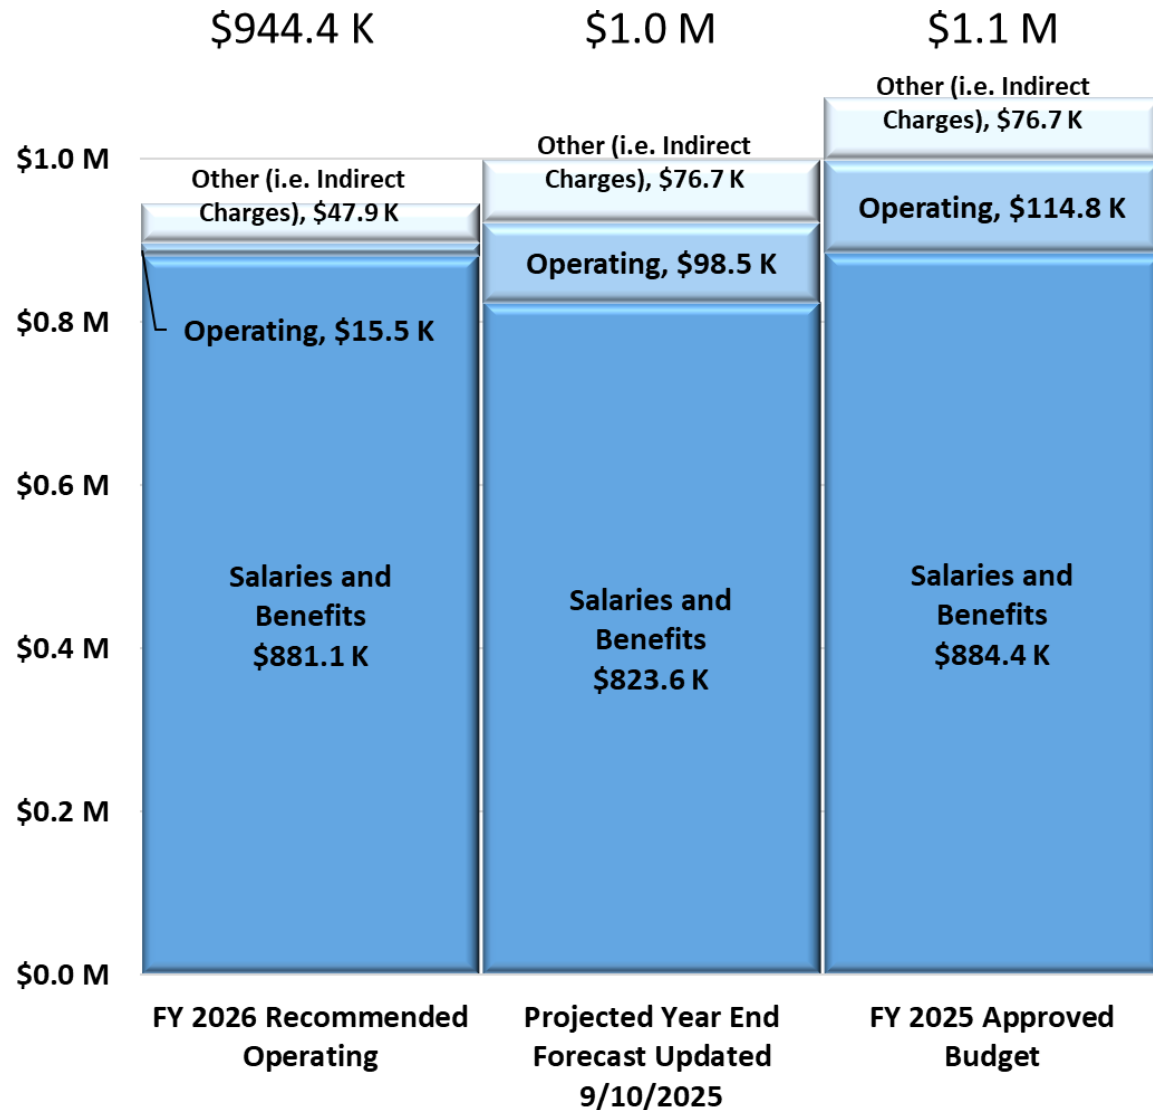 $944.4 K
$1.0 M
$1.1 M
Other (i.e. Indirect
Charges), $76.7 K
Other (i.e. Indirect
Charges), $76.7 K
$1.0 M
Other (i.e. Indirect
Charges), $47.9 K
Operating, $114.8 K
Operating, $98.5 K
$0.8 M
Operating, $15.5 K
$0.6 M
Salaries and
Benefits
$881.1 K
Salaries and
Benefits
$823.6 K
Salaries and
Benefits
$884.4 K
$0.4 M
$0.2 M
$0.0 M
FY 2026 Recommended
Operating
Projected Year End
Forecast Updated
9/10/2025
FY 2025 Approved
Budget